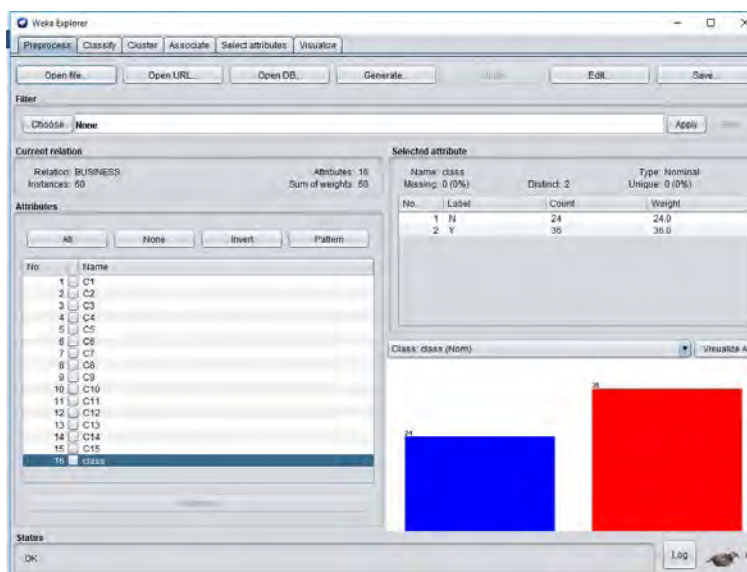 Weka Explorer
Preprocess Classify Cluster Associate Select attributes Visualize
Open file... Open URL... Open DB... Generate... Undo Edit... Save...
Filter
Choose None Apply
Current relation
Relation: BUSINESS Attributes: 16
Instances: 60 Sum of weights: 60
Selected attribute
Name: class Type: Nominal
Missing: 0 (0%) Distinct: 2 Unique: 0 (0%)
No. Label Count Weight
1 N 24 24.0
2 Y 36 36.0
Attributes
All None Invert Pattern
No. Name
1 C1
2 C2
3 C3
4 C4
5 C5
6 C6
7 C7
8 C8
9 C9
10 C10
11 C11
12 C12
13 C13
14 C14
15 C15
16 class
Class: class (Nom) Visualize A
24
36
Status
OK
Log